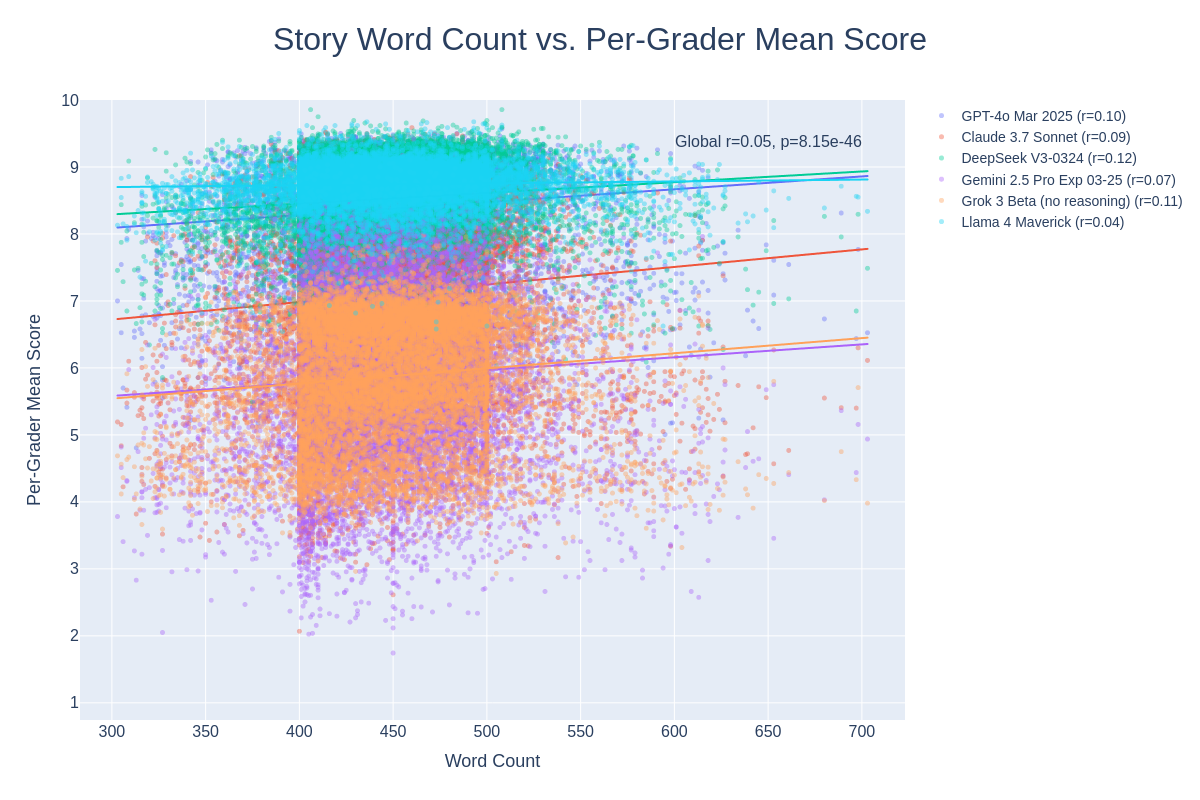 Story Word Count vs. Per-Grader Mean Score
10
9
8
7
6
5
4
3
2
1
Per-Grader Mean Score
300 350 400 450 500 550 600 650 700
Word Count
Global r=0.05, p=8.15e-46
GPT-4o Mar 2025 (r=0.10)
Claude 3.7 Sonnet (r=0.09)
DeepSeek V3-0324 (r=0.12)
Gemini 2.5 Pro Exp 03-25 (r=0.07)
Grok 3 Beta (no reasoning) (r=0.11)
Llama 4 Maverick (r=0.04)